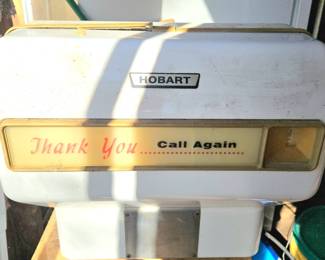 HOBART
Thank You........Call Again